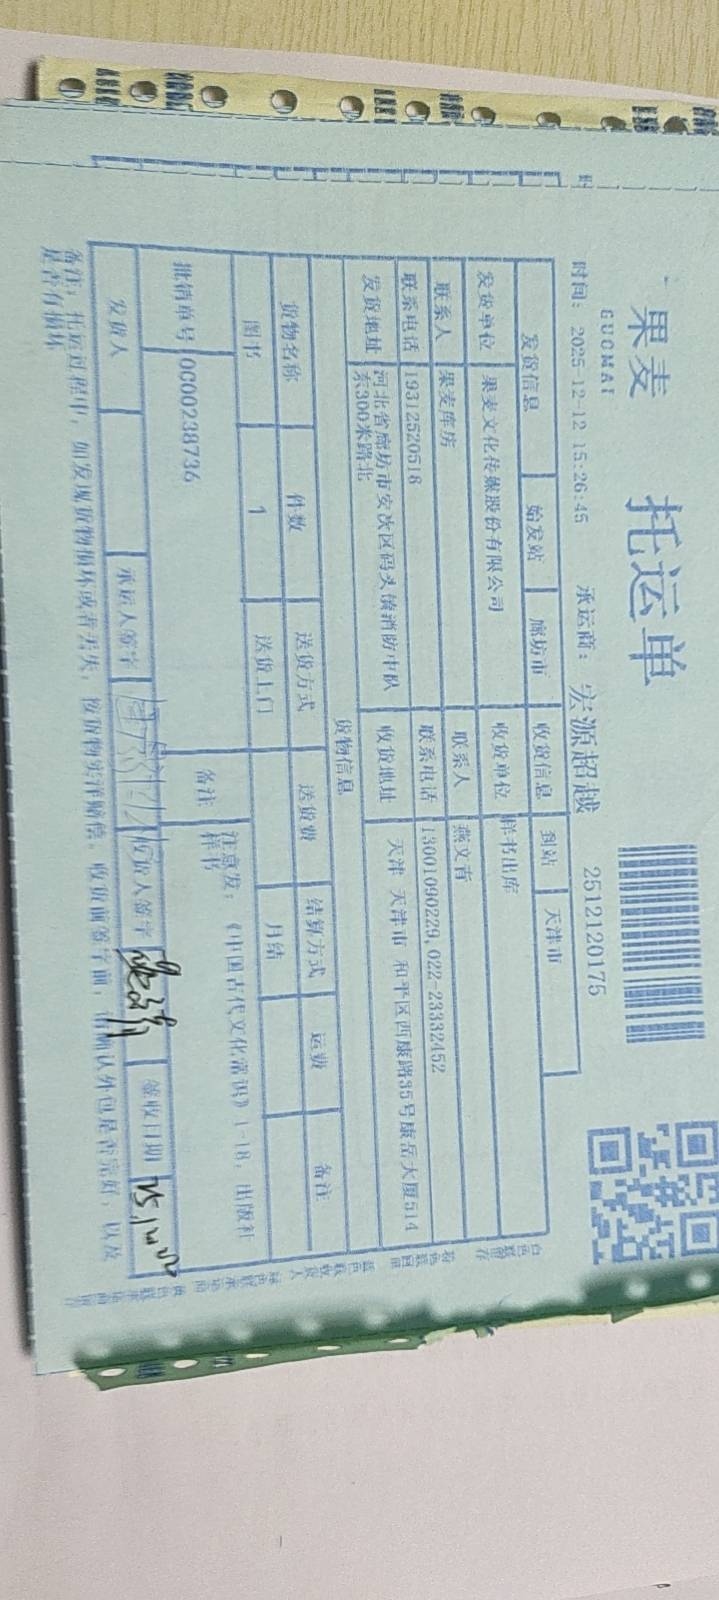 果麦 托运单
GUOMAI
时间：2025-12-12 15:26:45 承运商：宏源超越 2512120175
发货信息 始发站 廊坊市 收货信息 到站 天津市
发货单位 果麦文化传媒股份有限公司 收货单位 样书出库
联系人 果麦库房 联系人 燕文青
联系电话 19312520518 联系电话 13001090229,022-23332452
发货地址 河北省廊坊市安次区码头镇消防中队东300米路北 收货地址 天津 天津市 和平区西康路35号康岳大厦514
货物信息
货物名称 件数 送货方式 送货费 结算方式 运费 备注
图书 1 送货上门 月结
批销单号 0000238736 备注 注意发：《中国古代文化常识》1-18，出版社样书
发货人 承运人签字 收货人签字 签收日期
备注：托运过程中，如发现货物损坏或者丢失，按货物实洋赔偿。收货前签字前，请确认外包是否完好，以及
是否有损坏